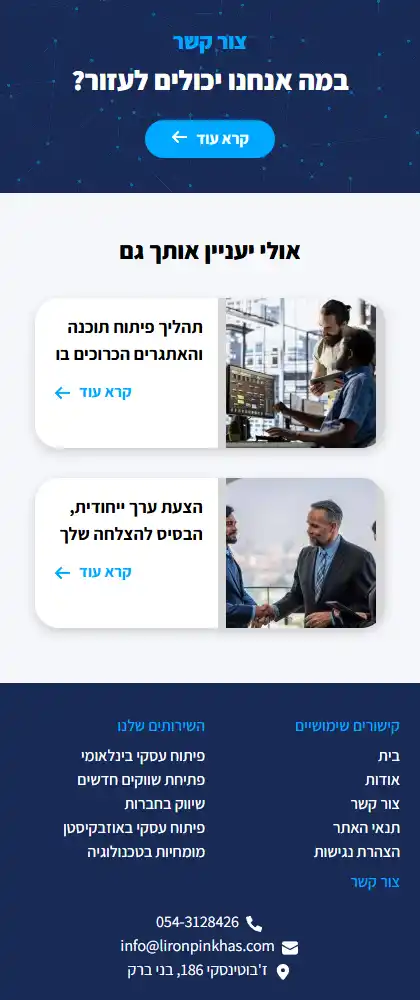 צור קשר
במה אנחנו יכולים לעזור?
קרא עוד
אולי יעניין אותך גם
תהליך פיתוח תוכנה
והאתגרים הכרוכים בו
קרא עוד
הצעת ערך ייחודית,
הבסיס להצלחה שלך
קרא עוד
קישורים שימושיים
בית
אודות
צור קשר
תנאי האתר
הצהרת נגישות
השירותים שלנו
פיתוח עסקי בינלאומי
פתיחת שווקים חדשים
שיווק בחברות
פיתוח עסקי באוזבקיסטן
מומחיות בטכנולוגיה
צור קשר
054-3128426
info@lironpinkhas.com
ז'בוטינסקי 186, בני ברק